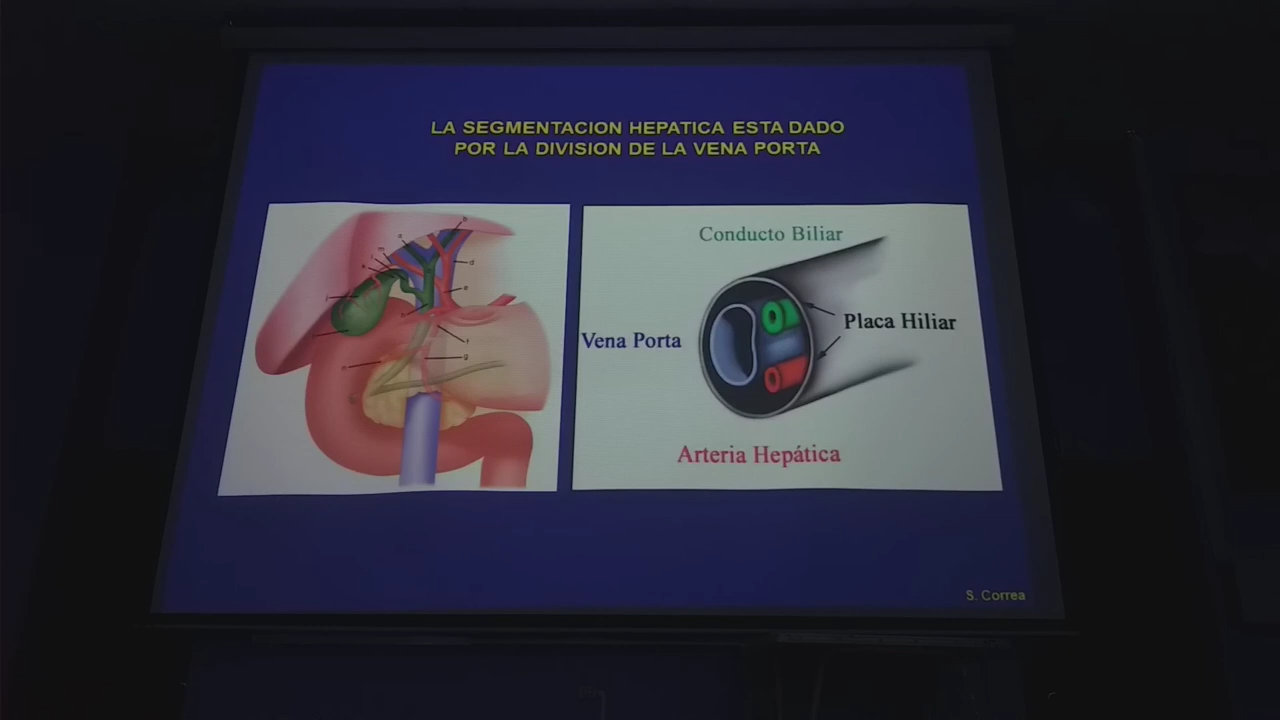 LA SEGMENTACION HEPATICA ESTA DADO
POR LA DIVISION DE LA VENA PORTA
Conducto Biliar
Placa Hiliar
Vena Porta
Arteria Hepática
S. Correa